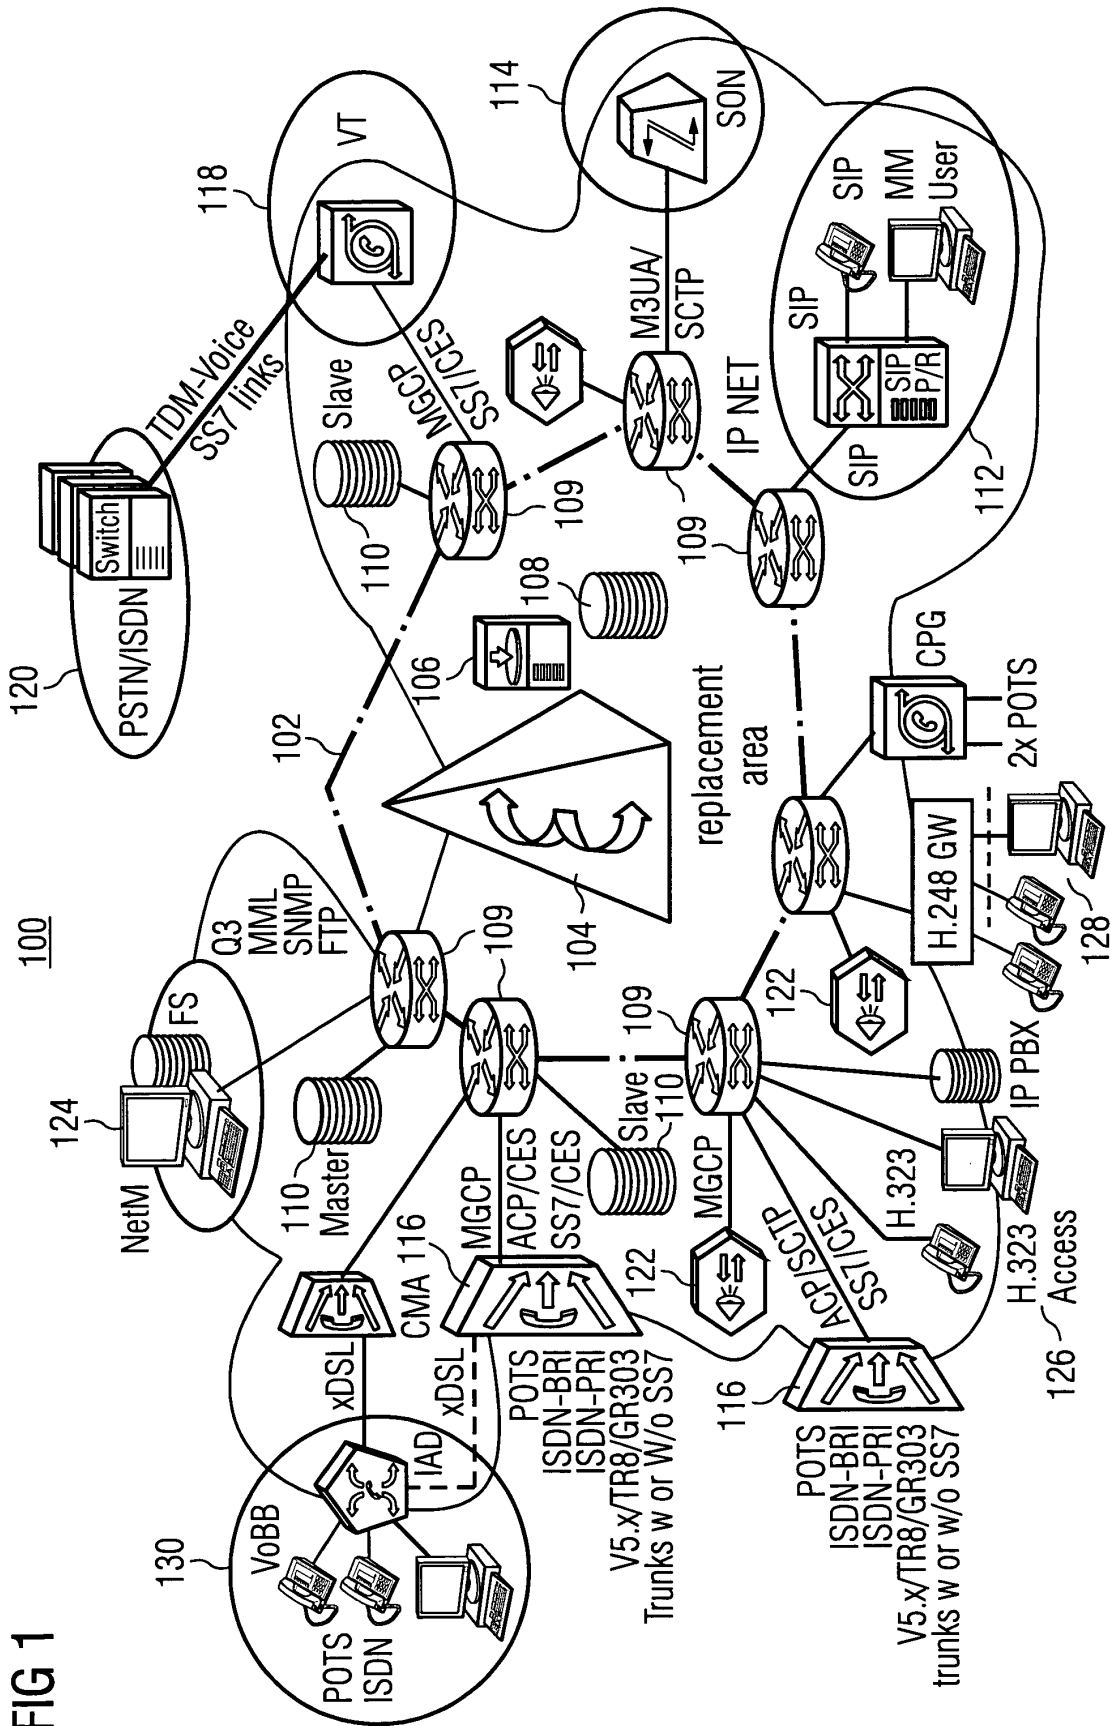 FIG 1
100
130
VoBB
POTS
ISDN
IAD
xDSL
xDSL
124
NetM
FS
Q3
MML
SNMP
FTP
110
Master
109
109
102
120
PSTN/ISDN
Switch
TDM-Voice
SS7 links
118
VT
MGCP
SS7/CES
Slave
110
109
114
SON
M3UA/
SCTP
109
IP NET
109
SIP
SIP
SIP
P/R
SIP
MM
User
112
106
108
104
replacement
area
CMA 116
MGCP
ACP/CES
SS7/CES
POTS
ISDN-BRI
ISDN-PRI
V5.x/TR8/GR303
Trunks w or W/o SS7
Slave
110
109
122
MGCP
ACP/SCTP
SS7/CES
116
POTS
ISDN-BRI
ISDN-PRI
V5.x/TR8/GR303
trunks w or w/o SS7
H.323
H.323
Access
126
IP PBX
122
H.248 GW
128
CPG
2x POTS